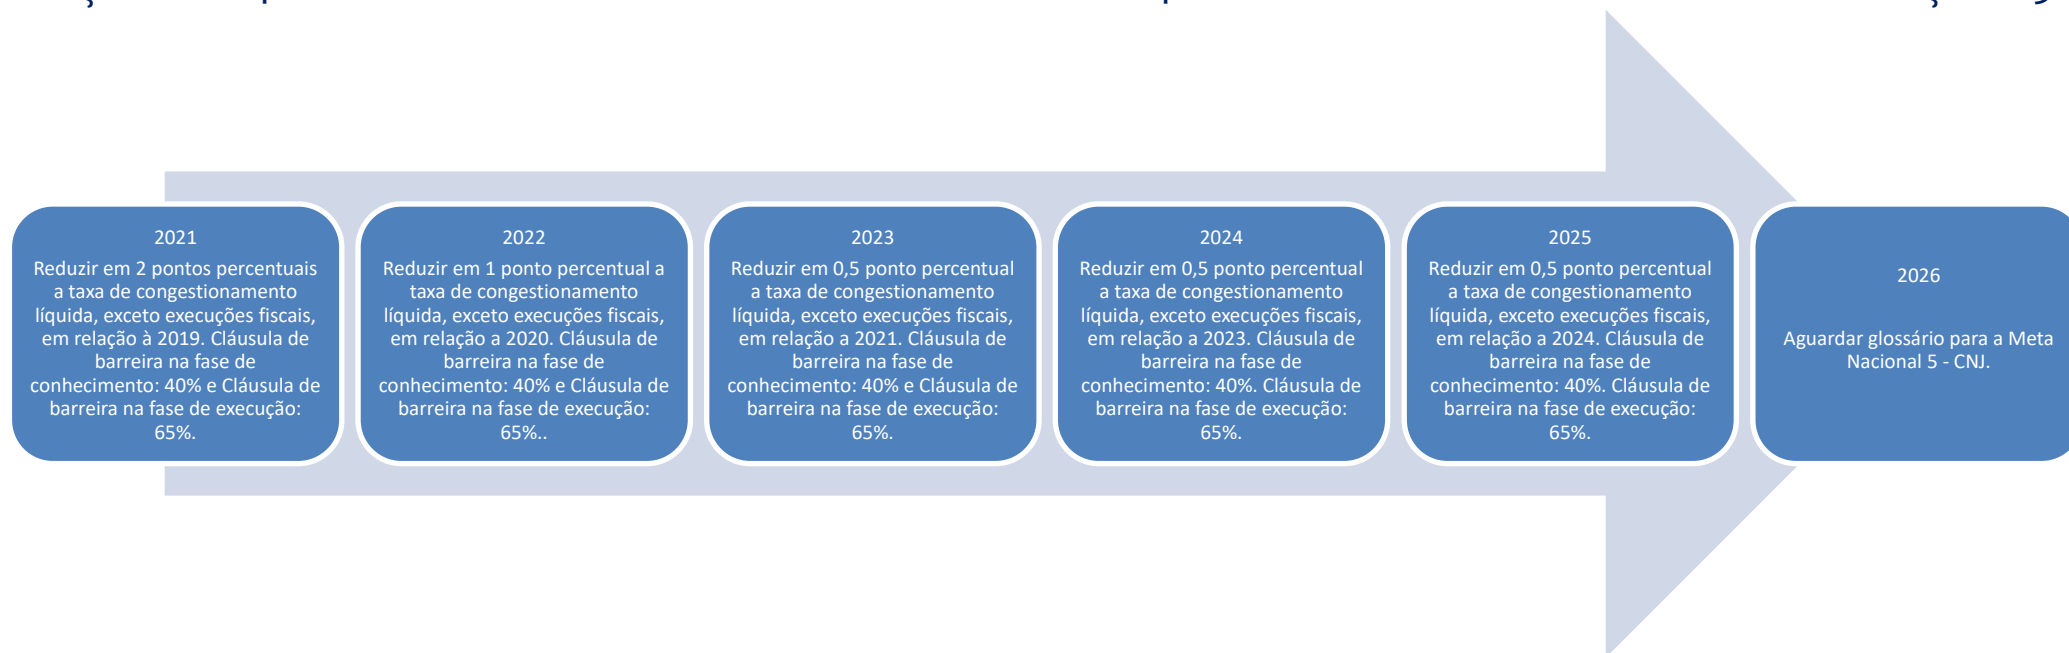 2021
Reduzir em 2 pontos percentuais
a taxa de congestionamento
líquida, exceto execuções fiscais,
em relação à 2019. Cláusula de
barreira na fase de
conhecimento: 40% e Cláusula de
barreira na fase de execução:
65%.
2022
Reduzir em 1 ponto percentual a
taxa de congestionamento
líquida, exceto execuções fiscais,
em relação a 2020. Cláusula de
barreira na fase de
conhecimento: 40% e Cláusula de
barreira na fase de execução:
65%..
2023
Reduzir em 0,5 ponto percentual
a taxa de congestionamento
líquida, exceto execuções fiscais,
em relação a 2021. Cláusula de
barreira na fase de
conhecimento: 40% e Cláusula de
barreira na fase de execução:
65%.
2024
Reduzir em 0,5 ponto percentual
a taxa de congestionamento
líquida, exceto execuções fiscais,
em relação a 2023. Cláusula de
barreira na fase de
conhecimento: 40%. Cláusula de
barreira na fase de execução:
65%.
2025
Reduzir em 0,5 ponto percentual
a taxa de congestionamento
líquida, exceto execuções fiscais,
em relação a 2024. Cláusula de
barreira na fase de
conhecimento: 40%. Cláusula de
barreira na fase de execução:
65%.
2026
Aguardar glossário para a Meta
Nacional 5 - CNJ.